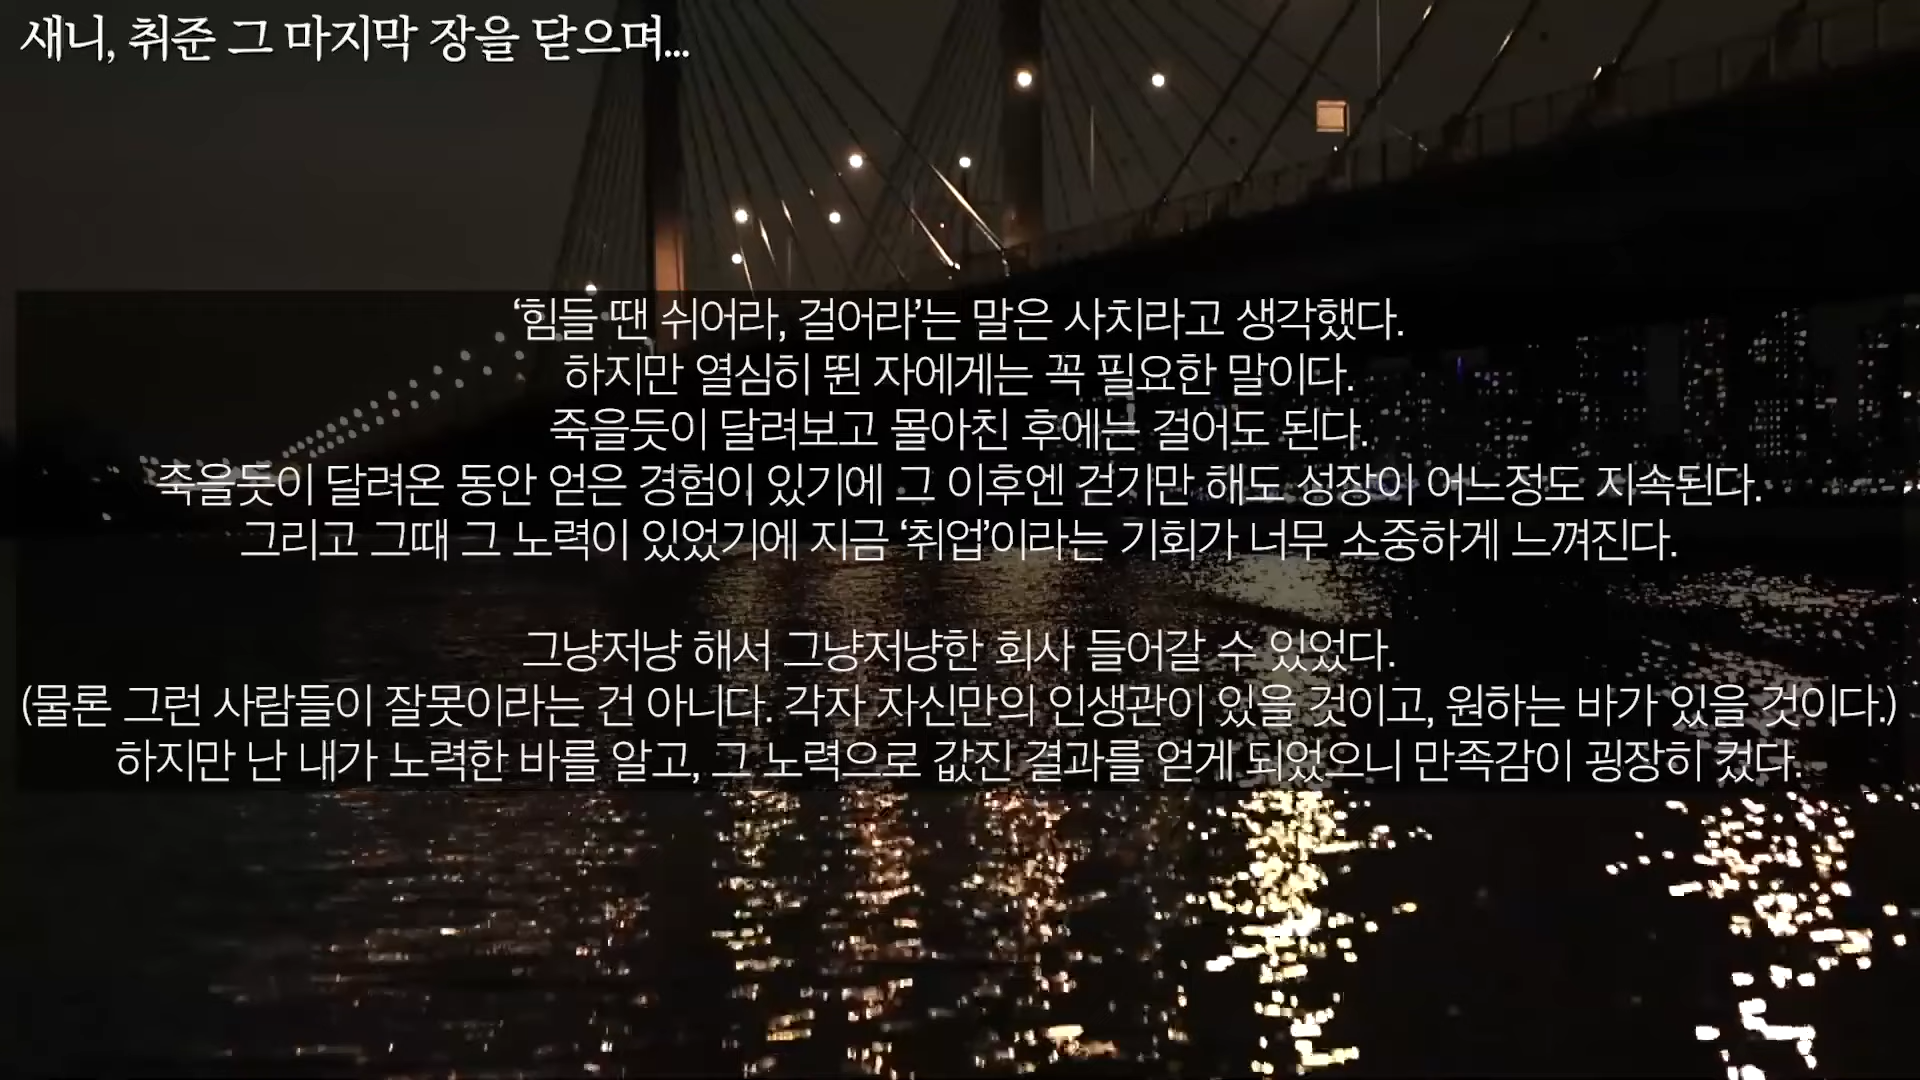 새니, 취준 그 마지막 장을 닫으며...
‘힘들 땐 쉬어라, 걸어라’는 말은 사치라고 생각했다.
하지만 열심히 뛴 자에게는 꼭 필요한 말이다.
죽을듯이 달려보고 몰아친 후에는 걸어도 된다.
죽을듯이 달려온 동안 얻은 경험이 있기에 그 이후엔 걷기만 해도 성장이 어느정도 지속된다.
그리고 그때 그 노력이 있었기에 지금 ‘취업’이라는 기회가 너무 소중하게 느껴진다.
그냥저냥 해서 그냥저냥한 회사 들어갈 수 있었다.
(물론 그런 사람들이 잘못이라는 건 아니다. 각자 자신만의 인생관이 있을 것이고, 원하는 바가 있을 것이다.)
하지만 난 내가 노력한 바를 알고, 그 노력으로 값진 결과를 얻게 되었으니 만족감이 굉장히 컸다.